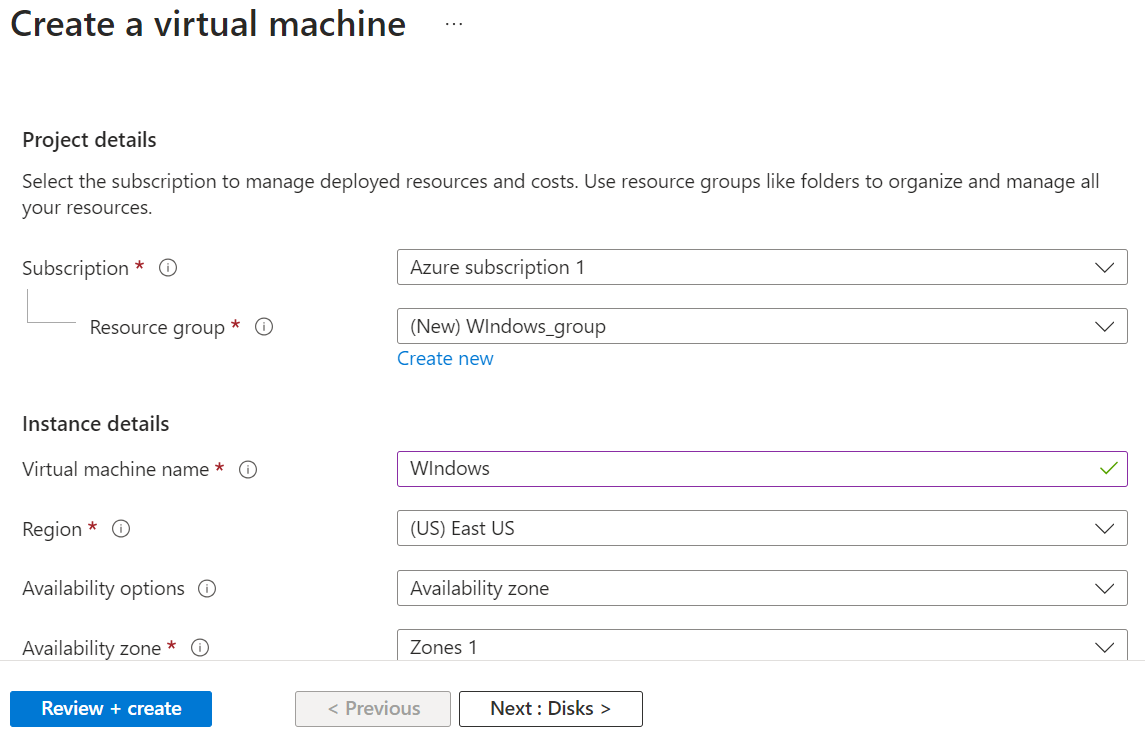 Create a virtual machine ...
Project details
Select the subscription to manage deployed resources and costs. Use resource groups like folders to organize and manage all
your resources.
Subscription *
Azure subscription 1
Resource group *
(New) WIndows_group
Create new
Instance details
Virtual machine name *
WIndows
Region *
(US) East US
Availability options
Availability zone
Availability zone *
Zones 1
Review + create
< Previous
Next : Disks >